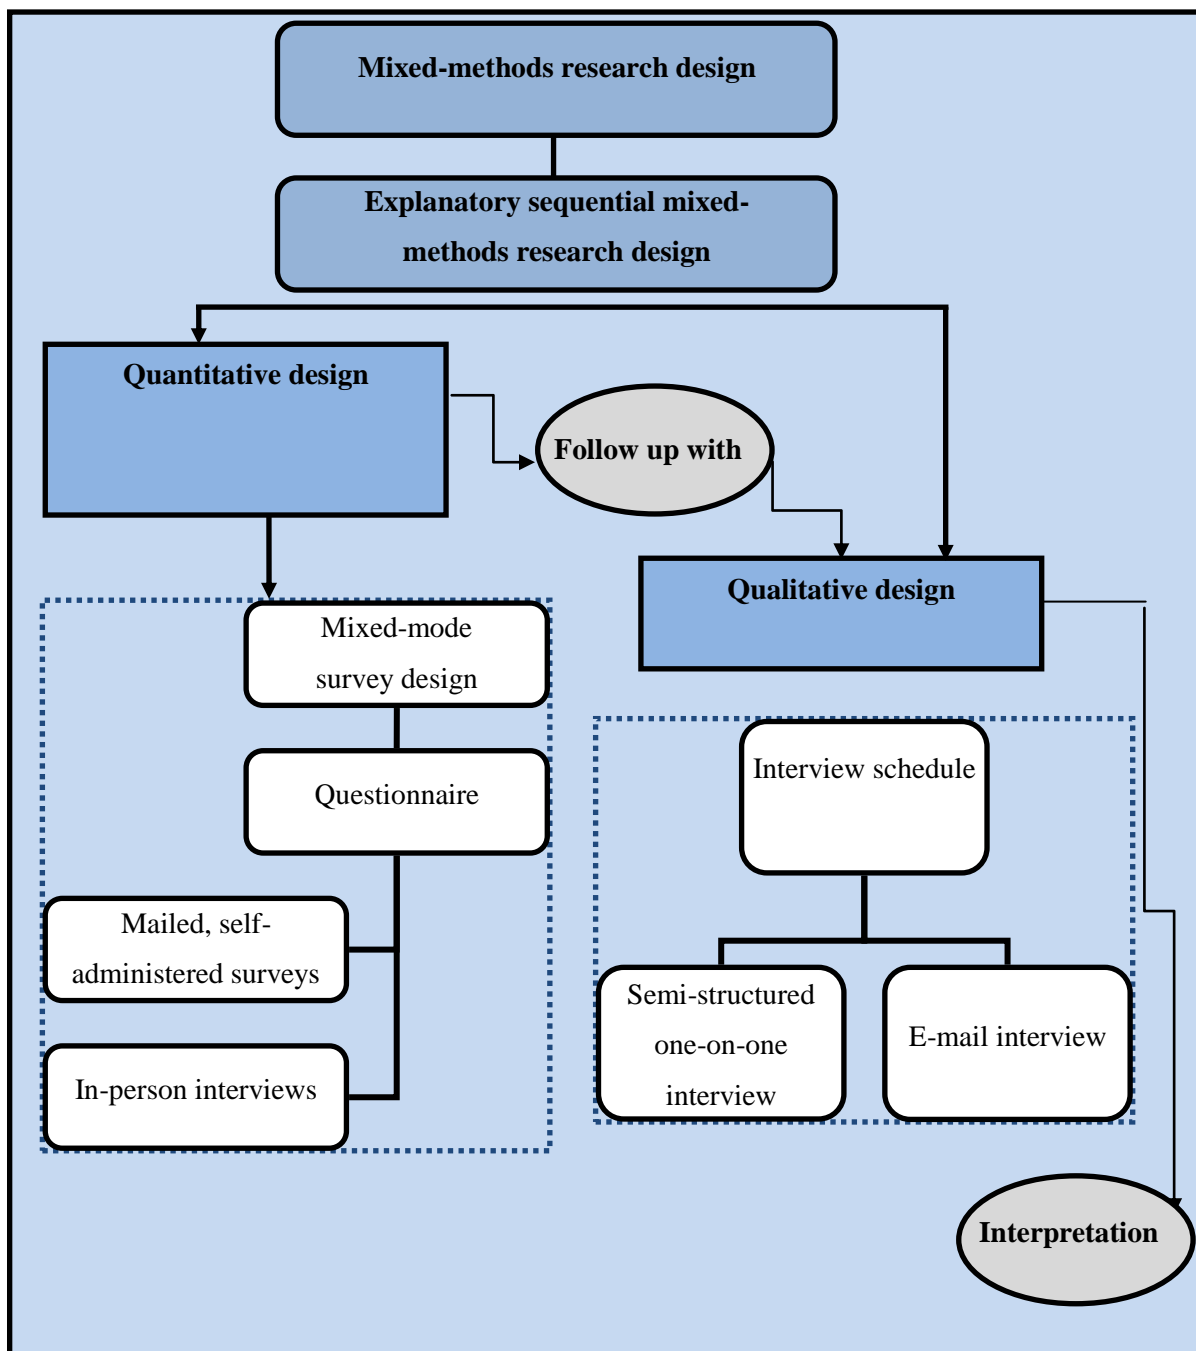 Mixed-methods research design
Explanatory sequential mixed-
methods research design
Quantitative design
Follow up with
Qualitative design
Mixed-mode
survey design
Questionnaire
Mailed, self-
administered surveys
In-person interviews
Interview schedule
Semi-structured
one-on-one
interview
E-mail interview
Interpretation